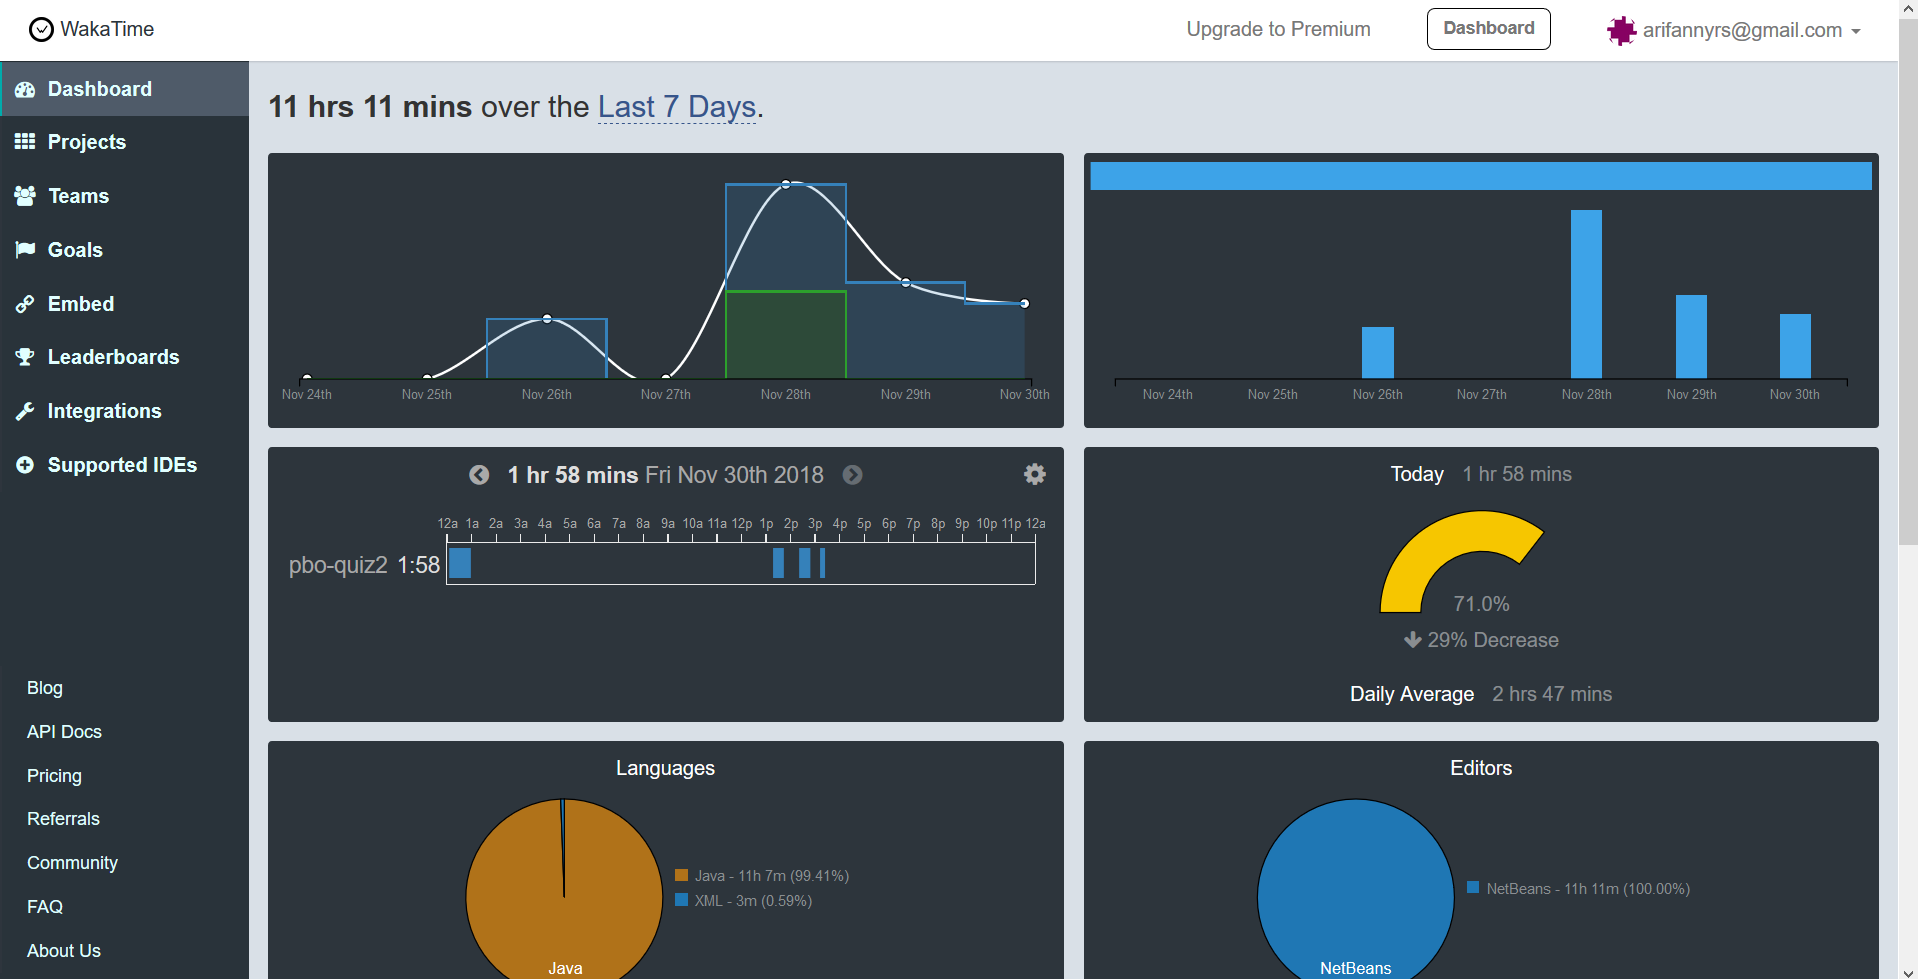 WakaTime
Upgrade to Premium
Dashboard
arifannyrs@gmail.com
Dashboard
Projects
Teams
Goals
Embed
Leaderboards
Integrations
Supported IDEs
Blog
API Docs
Pricing
Referrals
Community
FAQ
About Us
11 hrs 11 mins over the Last 7 Days.
Nov 24th Nov 25th Nov 26th Nov 27th Nov 28th Nov 29th Nov 30th
Nov 24th Nov 25th Nov 26th Nov 27th Nov 28th Nov 29th Nov 30th
1 hr 58 mins Fri Nov 30th 2018
12a 1a 2a 3a 4a 5a 6a 7a 8a 9a 10a 11a 12p 1p 2p 3p 4p 5p 6p 7p 8p 9p 10p 11p 12a
pbo-quiz2 1:58
Today 1 hr 58 mins
71.0%
29% Decrease
Daily Average 2 hrs 47 mins
Languages
Java - 11h 7m (99.41%)
XML - 3m (0.59%)
Java
Editors
NetBeans - 11h 11m (100.00%)
NetBeans